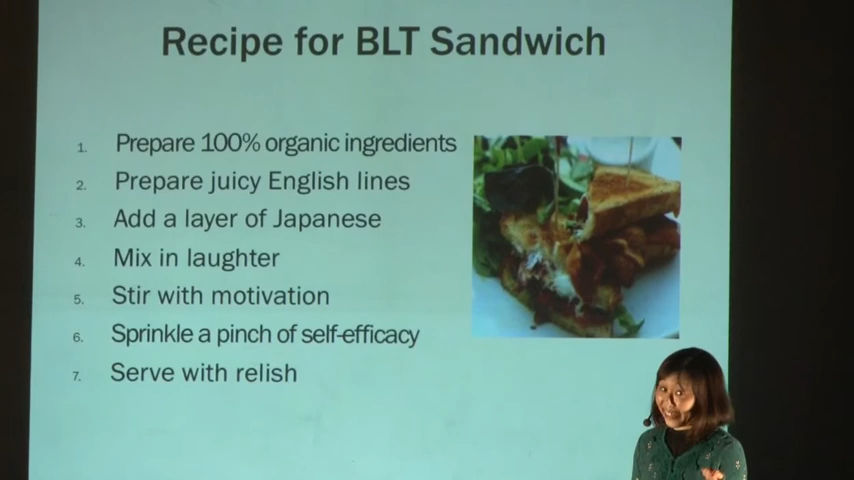 Recipe for BLT Sandwich
1. Prepare 100% organic ingredients
2. Prepare juicy English lines
3. Add a layer of Japanese
4. Mix in laughter
5. Stir with motivation
6. Sprinkle a pinch of self-efficacy
7. Serve with relish